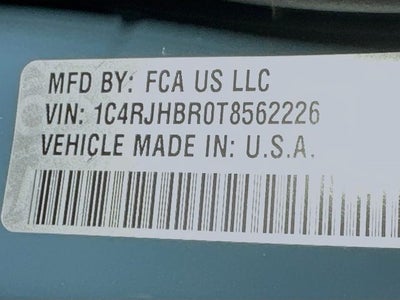 MFD BY: FCA US LLC
VIN: 1C4RJHBR0T8562226
VEHICLE MADE IN: U.S.A.